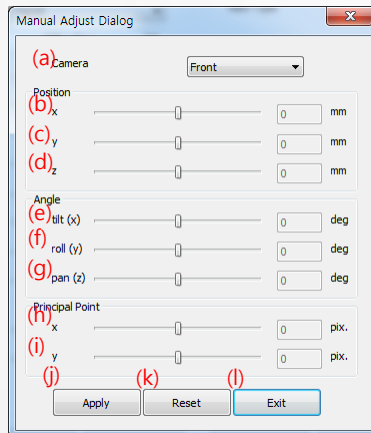 Manual Adjust Dialog
(a) Camera Front
Position
(b) x 0 mm
(c) y 0 mm
(d) z 0 mm
Angle
(e) tilt (x) 0 deg
(f) roll (y) 0 deg
(g) pan (z) 0 deg
Principal Point
(h) x 0 pix.
(i) y 0 pix.
(j) (k) (l)
Apply Reset Exit